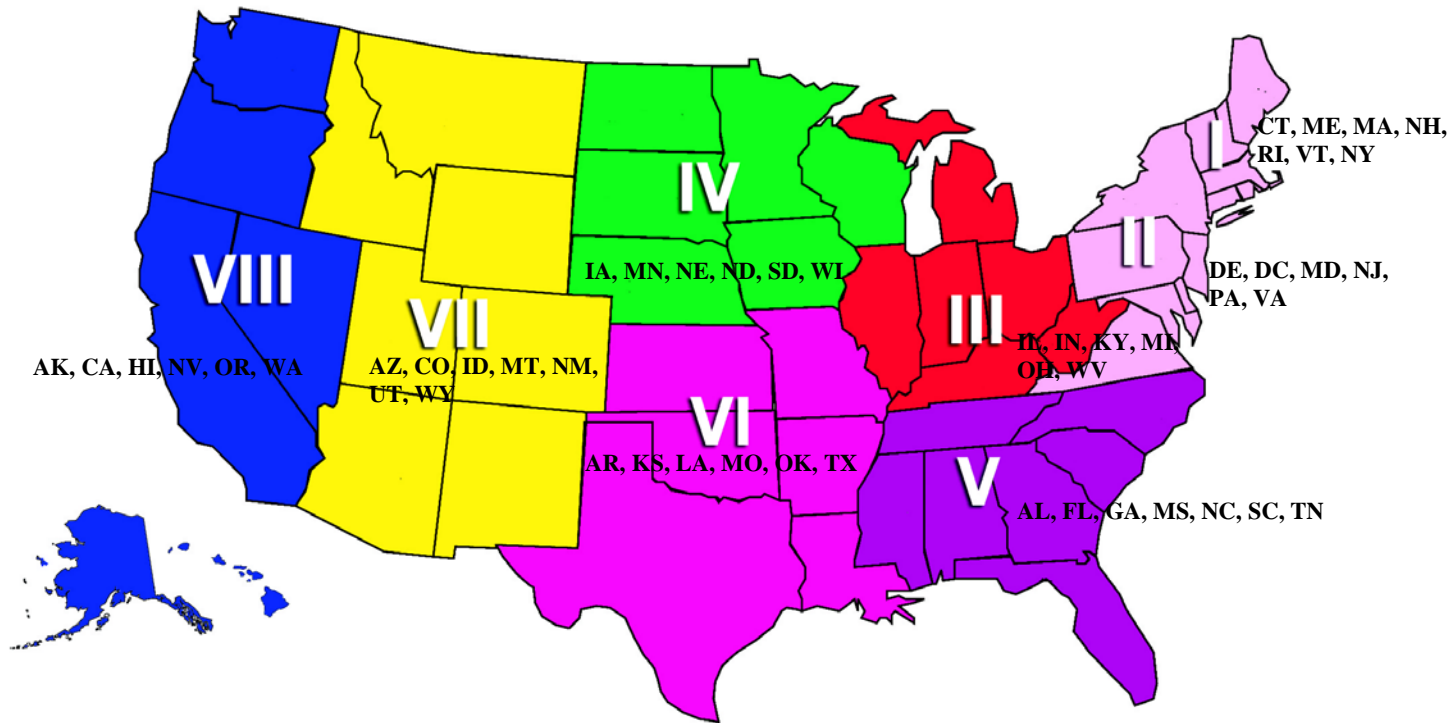 I
CT, ME, MA, NH,
RI, VT, NY
II
DE, DC, MD, NJ,
PA, VA
III
IL, IN, KY, MI,
OH, WV
IV
IA, MN, NE, ND, SD, WI
V
AL, FL, GA, MS, NC, SC, TN
VI
AR, KS, LA, MO, OK, TX
VII
AZ, CO, ID, MT, NM,
UT, WY
VIII
AK, CA, HI, NV, OR, WA